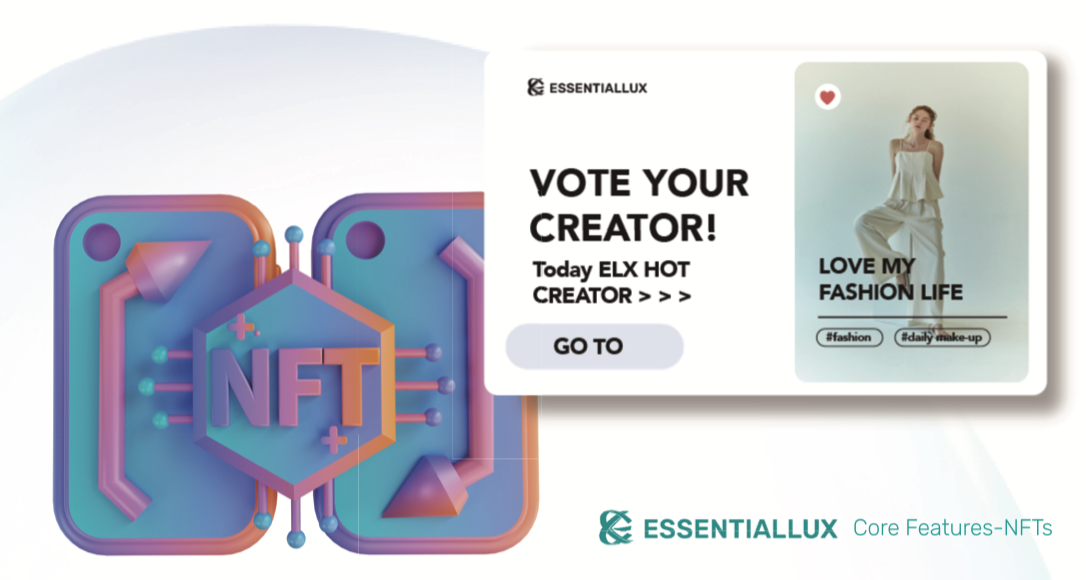 ESSENTIALLUX
VOTE YOUR
CREATOR!
Today ELX HOT
CREATOR > > >
GO TO
LOVE MY
FASHION LIFE
#fashion
#daily make-up
NFT
ESSENTIALLUX Core Features-NFTs